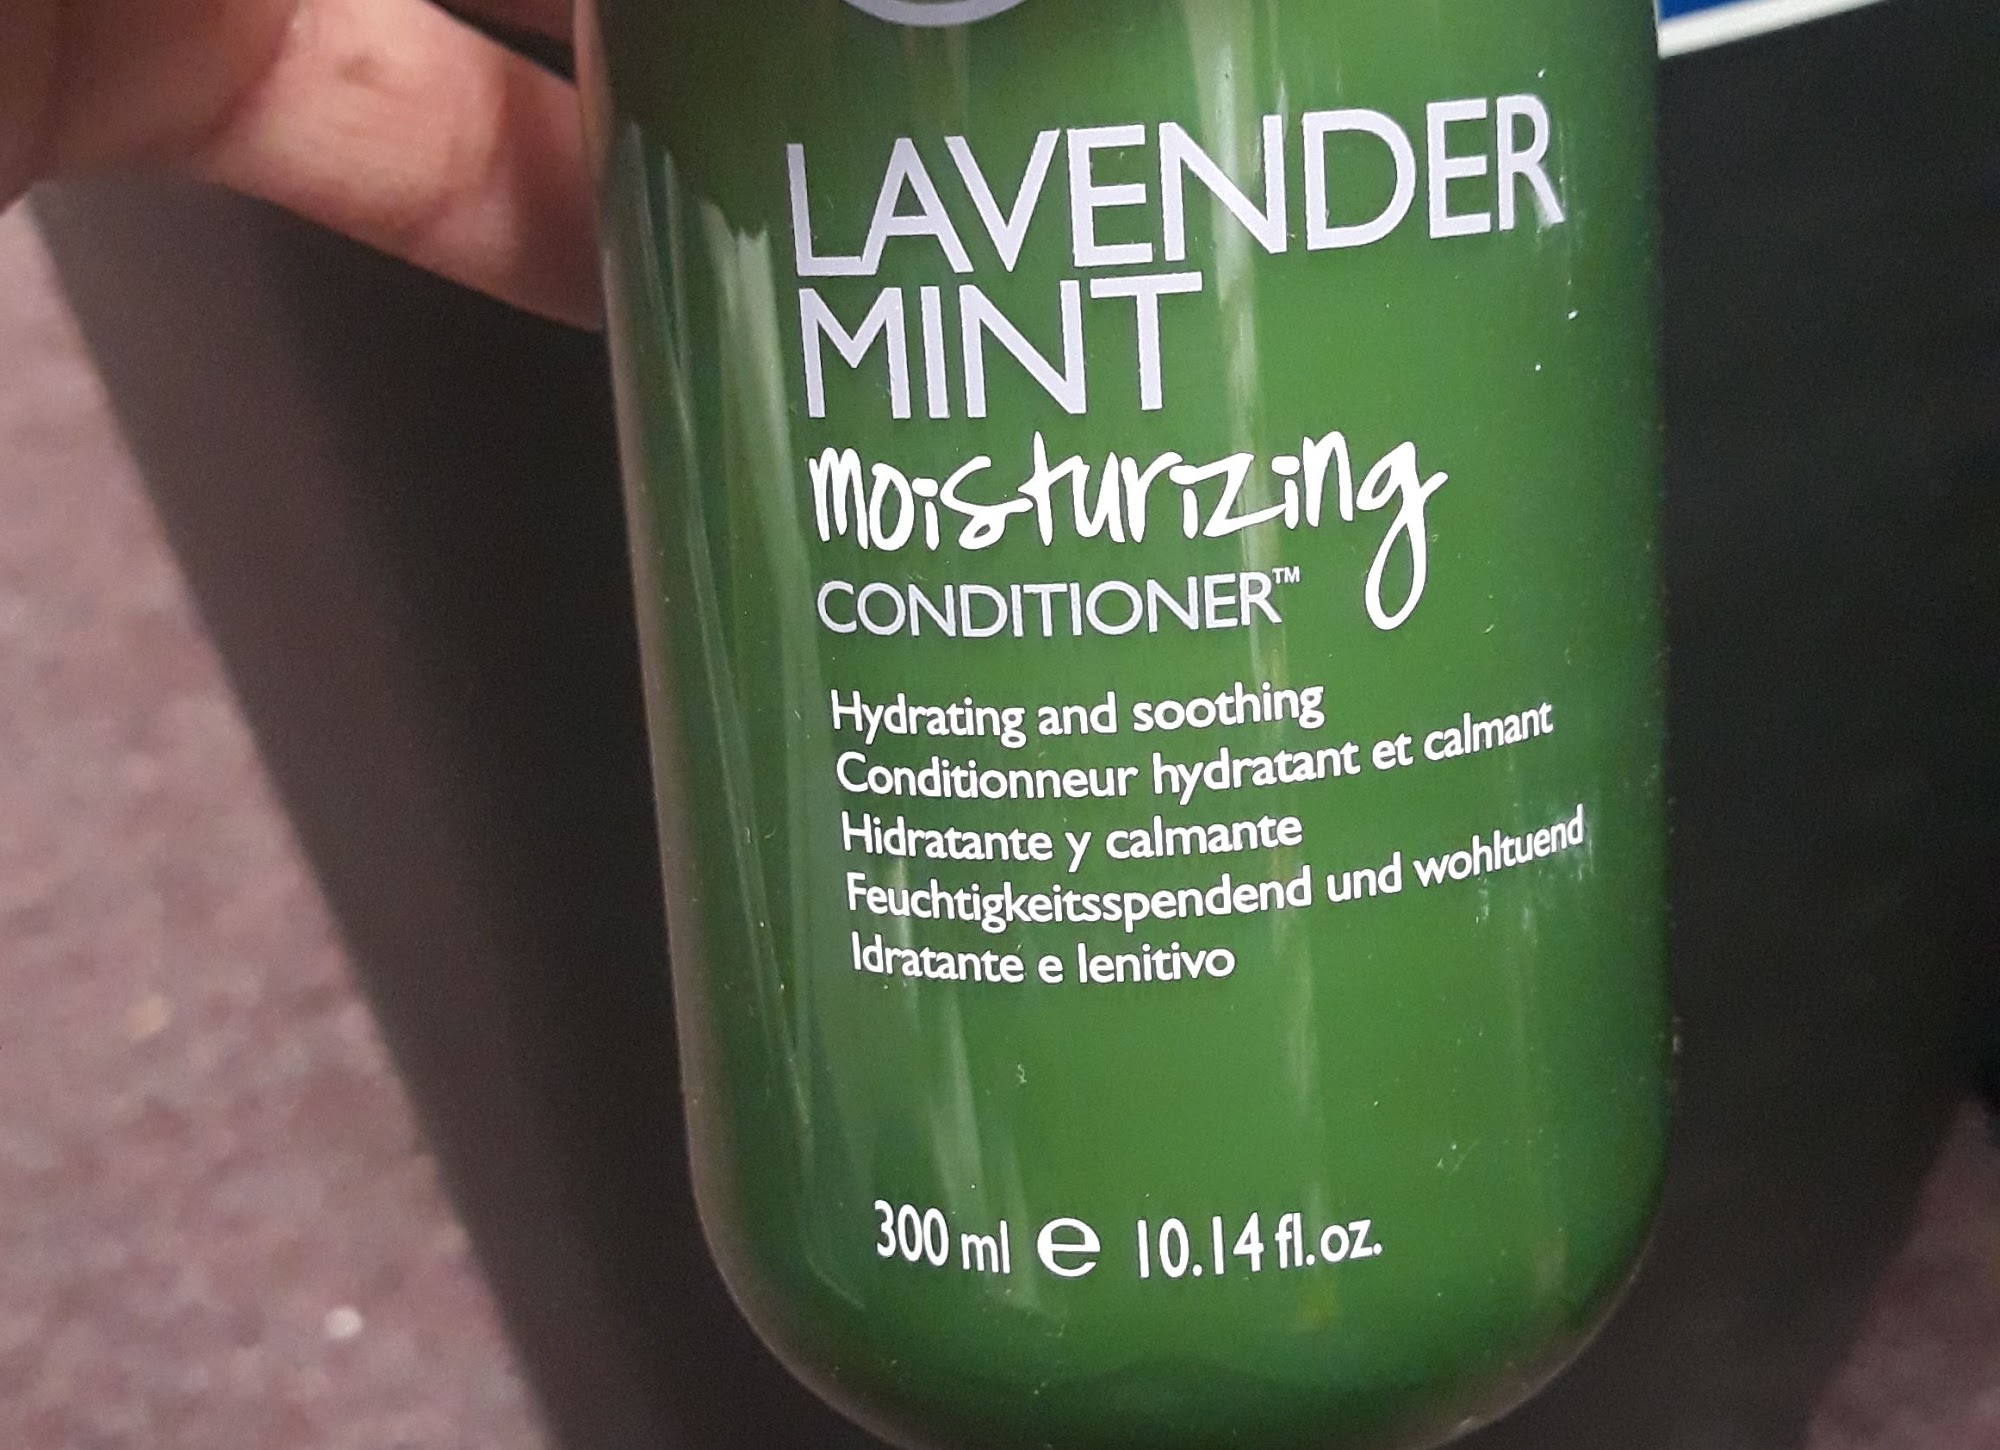 LAVENDER
MINT
moisturizing
CONDITIONER™
Hydrating and soothing
Conditionneur hydratant et calmant
Hidratante y calmante
Feuchtigkeitsspendend und wohltuend
Idratante e lenitivo
300 ml e 10.14 fl. oz.